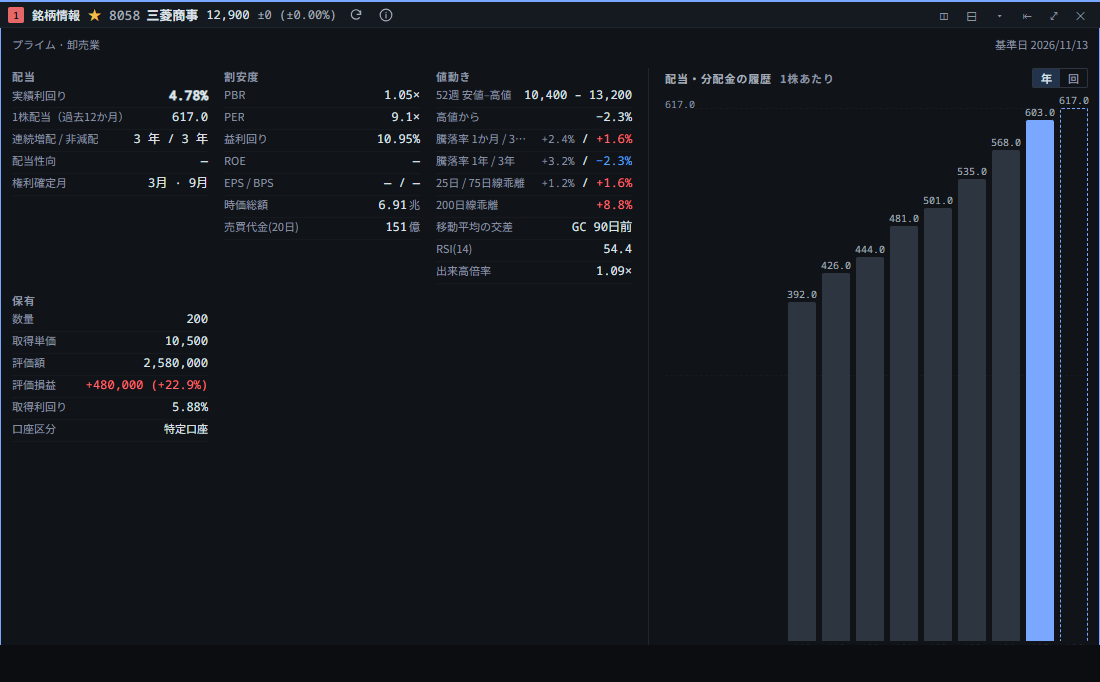 1 銘柄情報 ★ 8058 三菱商事 12,900 ±0 (±0.00%)
プライム · 卸売業
基準日 2026/11/13
配当
実績利回り 4.78%
1株配当（過去12か月） 617.0
連続増配 / 非減配 3 年 / 3 年
配当性向 —
権利確定月 3月 · 9月
割安度
PBR 1.05×
PER 9.1×
益利回り 10.95%
ROE —
EPS / BPS — / —
時価総額 6.91兆
売買代金(20日) 151億
値動き
52週 安値–高値 10,400 – 13,200
高値から −2.3%
騰落率 1か月 / 3… +2.4% / +1.6%
騰落率 1年 / 3年 +3.2% / −2.3%
25日 / 75日線乖離 +1.2% / +1.6%
200日線乖離 +8.8%
移動平均の交差 GC 90日前
RSI(14) 54.4
出来高倍率 1.09×
保有
数量 200
取得単価 10,500
評価額 2,580,000
評価損益 +480,000 (+22.9%)
取得利回り 5.88%
口座区分 特定口座
配当・分配金の履歴 1株あたり
年 回
617.0
392.0
426.0
444.0
481.0
501.0
535.0
568.0
603.0
617.0